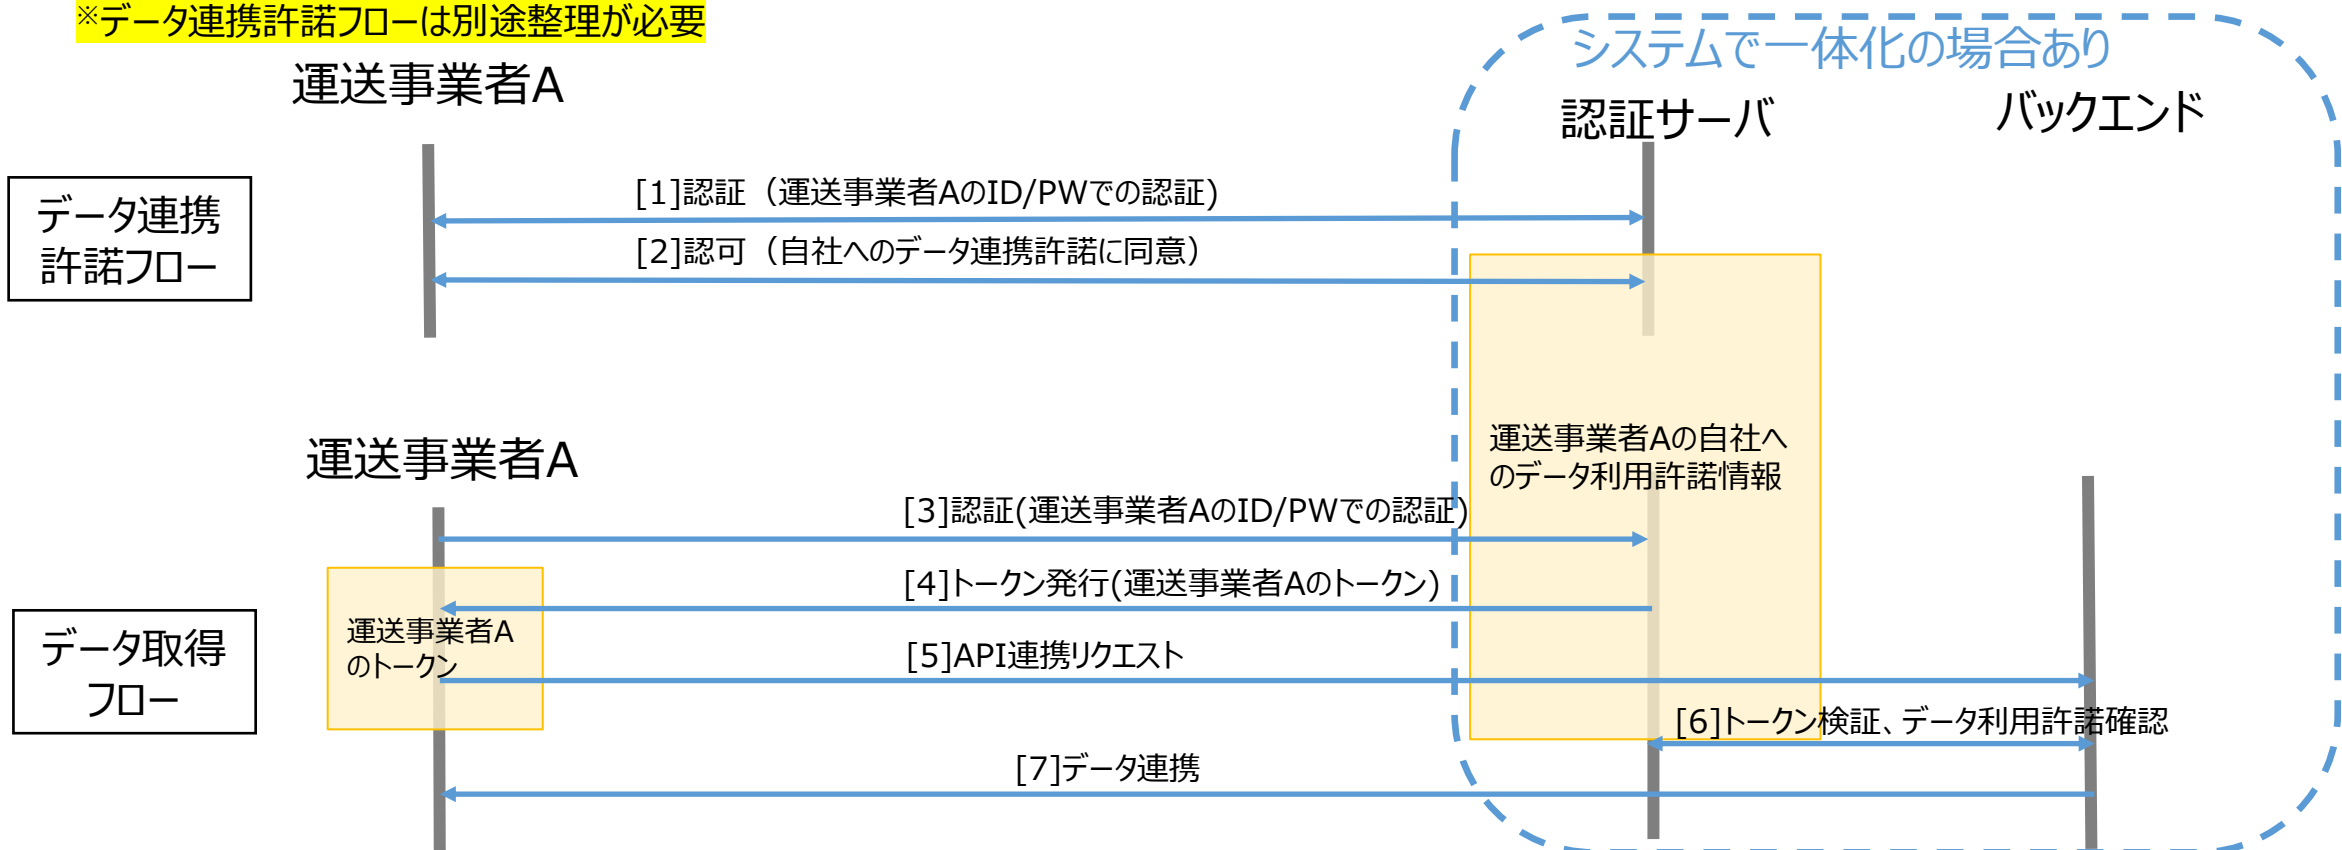 ※データ連携許諾フローは別途整理が必要
システムで一体化の場合あり
運送事業者A
認証サーバ
バックエンド
データ連携
許諾フロー
[1]認証（運送事業者AのID/PWでの認証)
[2]認可（自社へのデータ連携許諾に同意）
運送事業者Aの自社へ
のデータ利用許諾情報
運送事業者A
[3]認証(運送事業者AのID/PWでの認証)
[4]トークン発行(運送事業者Aのトークン)
運送事業者A
のトークン
データ取得
フロー
[5]API連携リクエスト
[6]トークン検証、データ利用許諾確認
[7]データ連携